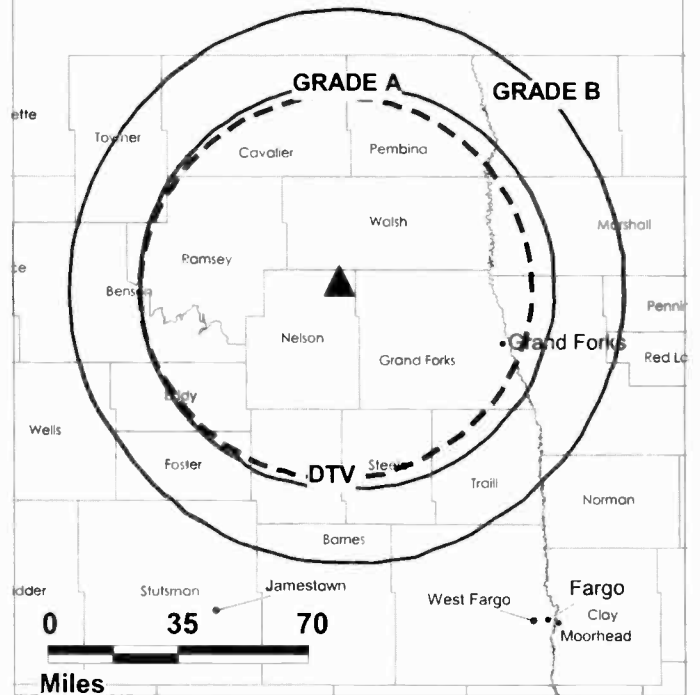 GRADE A
GRADE B
ette
Towner
Cavalier
Pembina
Walsh
Marshall
Ramsey
ce
Benson
Pennin
Nelson
Grand Forks
Grand Forks
Red La
Eddy
Wells
Foster
DTV
Steele
Traill
Norman
Barnes
idder
Stutsman
Jamestown
West Fargo
Fargo
Clay
Moorhead
0 35 70
Miles